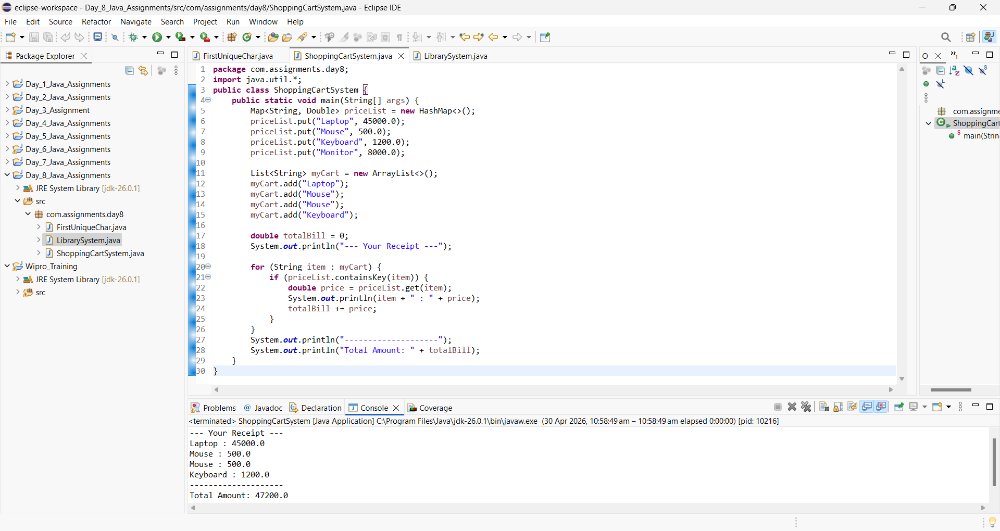 eclipse-workspace - Day_8_Java_Assignments/src/com/assignments/day8/ShoppingCartSystem.java - Eclipse IDE
File Edit Source Refactor Navigate Search Project Run Window Help
Package Explorer
Day_1_Java_Assignments
Day_2_Java_Assignments
Day_3_Assignment
Day_4_Java_Assignments
Day_5_Java_Assignments
Day_6_Java_Assignments
Day_7_Java_Assignments
Day_8_Java_Assignments
JRE System Library [jdk-26.0.1]
src
com.assignments.day8
FirstUniqueChar.java
LibrarySystem.java
ShoppingCartSystem.java
Wipro_Training
JRE System Library [jdk-26.0.1]
src
FirstUniqueChar.java ShoppingCartSystem.java LibrarySystem.java
1 package com.assignments.day8;
2 import java.util.*;
3 public class ShoppingCartSystem {
4 public static void main(String[] args) {
5 Map<String, Double> priceList = new HashMap<>();
6 priceList.put("Laptop", 45000.0);
7 priceList.put("Mouse", 500.0);
8 priceList.put("Keyboard", 1200.0);
9 priceList.put("Monitor", 8000.0);
10
11 List<String> myCart = new ArrayList<>();
12 myCart.add("Laptop");
13 myCart.add("Mouse");
14 myCart.add("Mouse");
15 myCart.add("Keyboard");
16
17 double totalBill = 0;
18 System.out.println("--- Your Receipt ---");
19
20 for (String item : myCart) {
21 if (priceList.containsKey(item)) {
22 double price = priceList.get(item);
23 System.out.println(item + " : " + price);
24 totalBill += price;
25 }
26 }
27 System.out.println("--------------------");
28 System.out.println("Total Amount: " + totalBill);
29 }
30 }
O
com.assignme
ShoppingCart
main(Strin
Problems Javadoc Declaration Console Coverage
<terminated> ShoppingCartSystem [Java Application] C:\Program Files\Java\jdk-26.0.1\bin\javaw.exe (30 Apr 2026, 10:58:49 am – 10:58:49 am elapsed 0:00:00) [pid: 10216]
--- Your Receipt ---
Laptop : 45000.0
Mouse : 500.0
Mouse : 500.0
Keyboard : 1200.0
--------------------
Total Amount: 47200.0